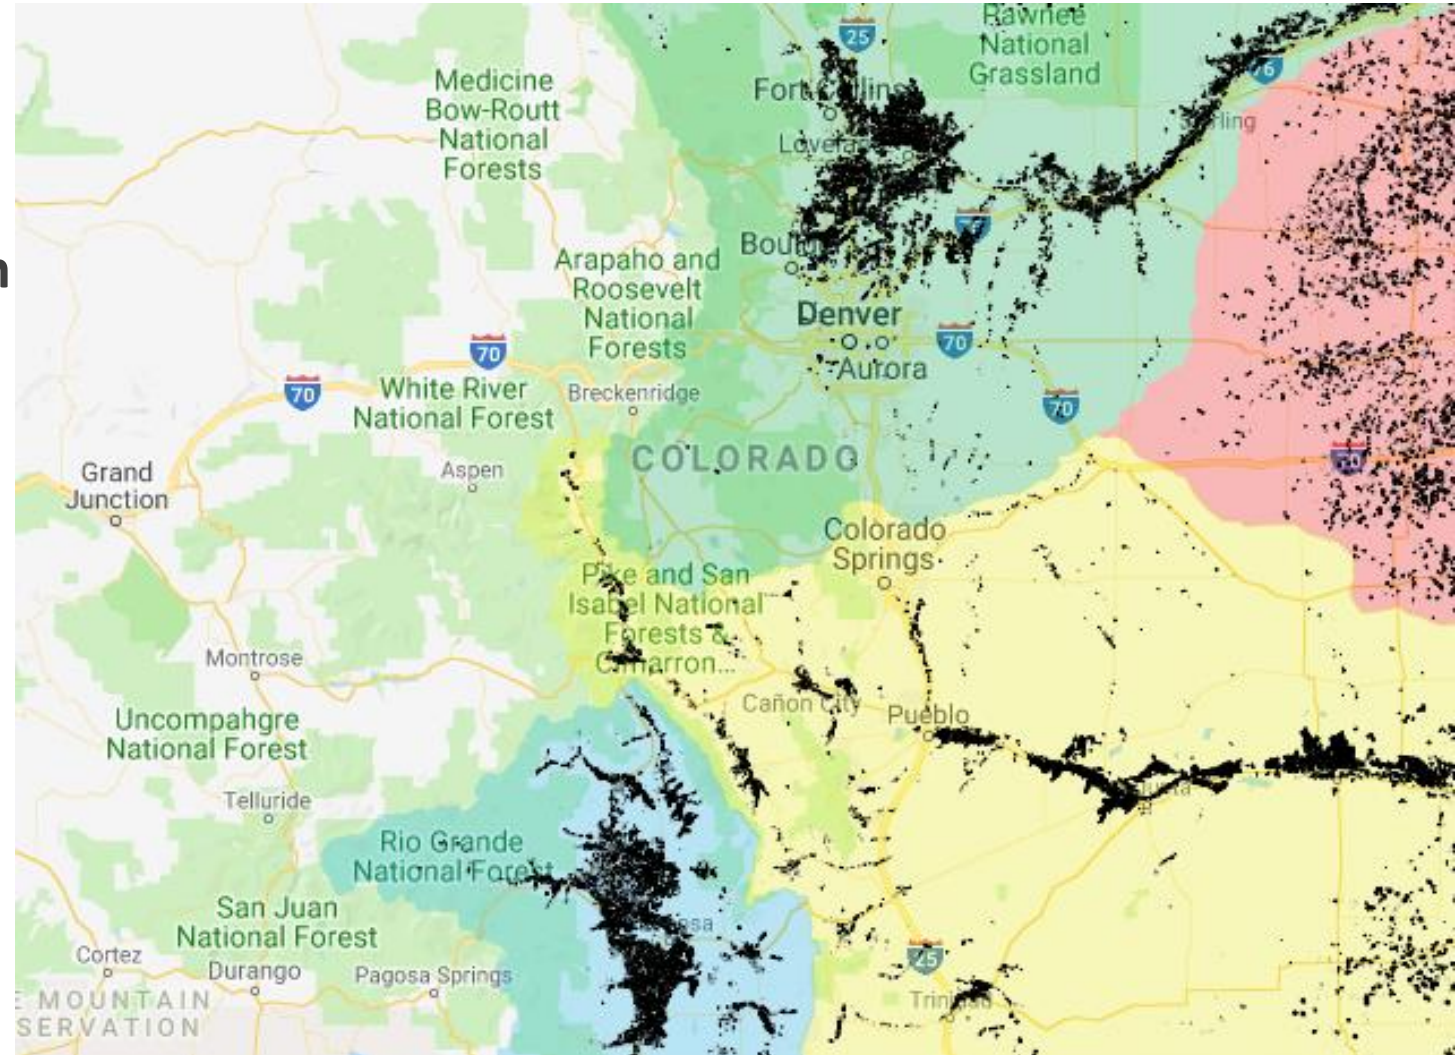 25
Pawnee
National
Grassland
Medicine
Bow-Routt
National
Forests
Fort Collins
76
n
Arapaho and
Roosevelt
National
Forests
Denver
70
70
Aurora
70
White River
National Forest
Breckenridge
70
70
COLORADO
Grand
Junction
Aspen
Colorado
Springs
Pike and San
Isabel National
Forests &
Cimarron...
Montrose
Cañon City
Pueblo
Uncompahgre
National Forest
Telluride
Rio Grande
National Forest
San Juan
National Forest
Cortez
Durango
Pagosa Springs
25
Trinidad
E MOUNTAIN
SERVATION